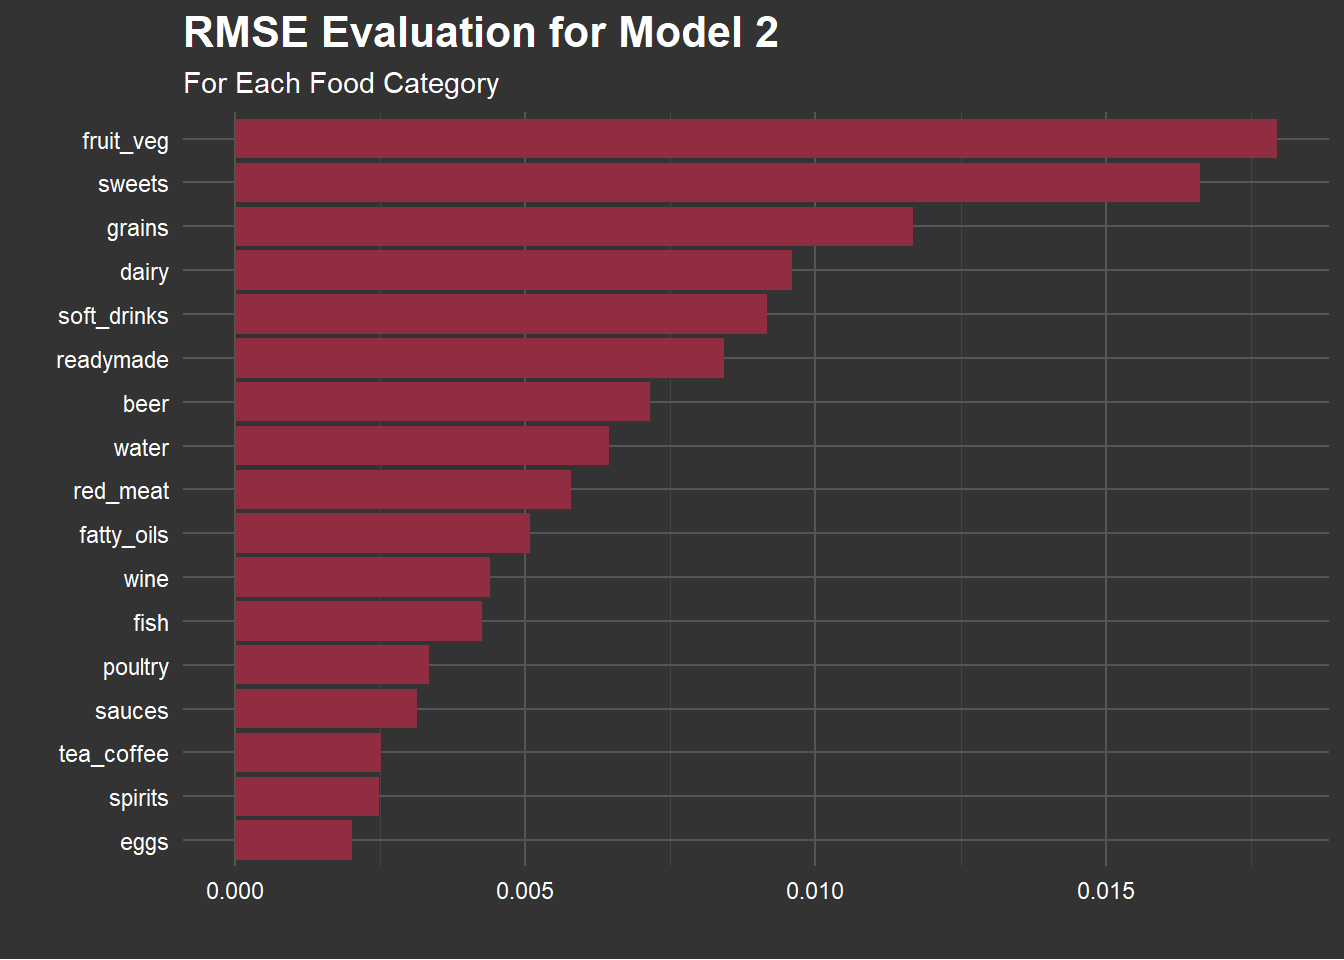 RMSE Evaluation for Model 2
For Each Food Category
fruit_veg
sweets
grains
dairy
soft_drinks
readymade
beer
water
red_meat
fatty_oils
wine
fish
poultry
sauces
tea_coffee
spirits
eggs
0.000 0.005 0.010 0.015